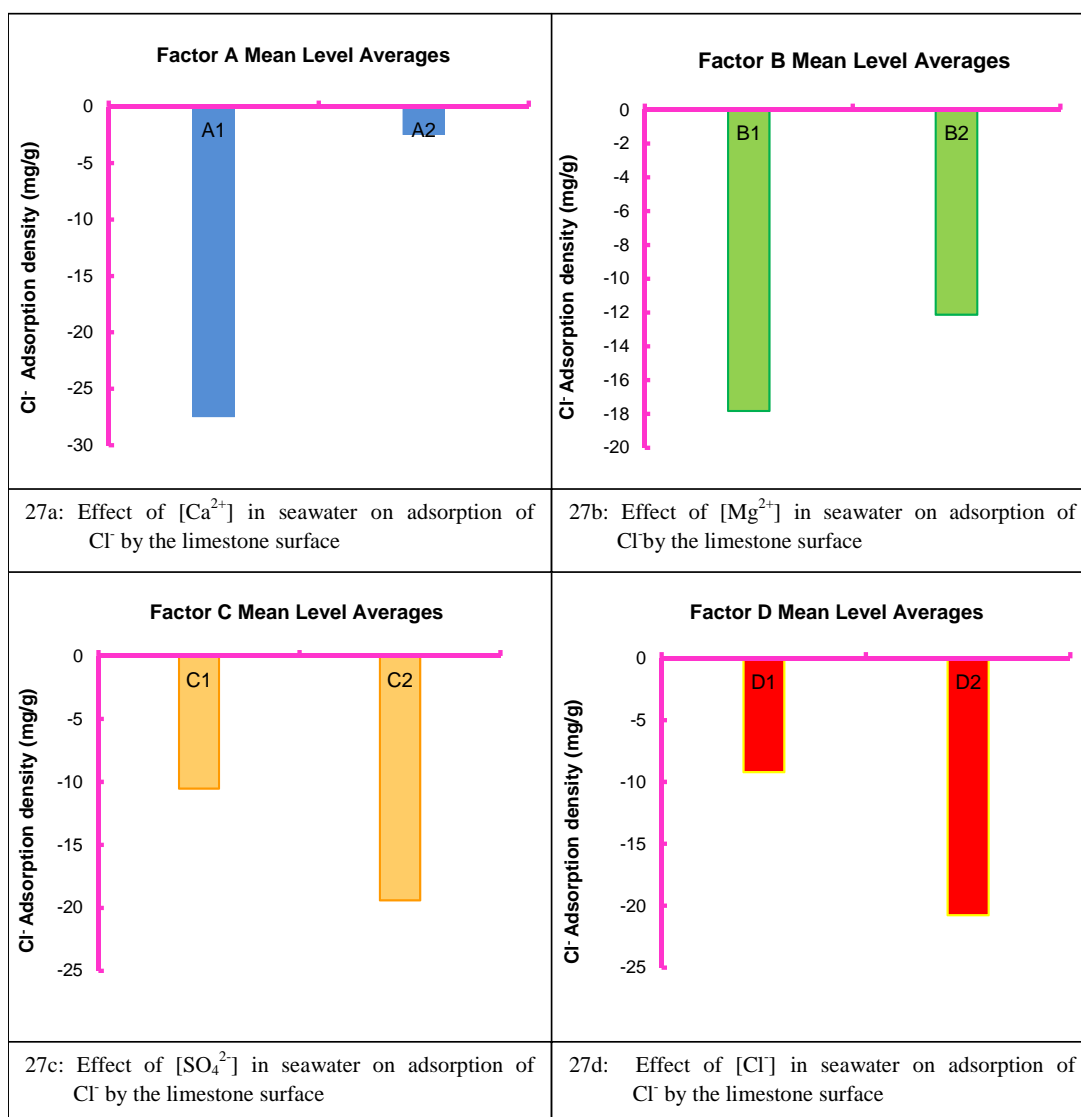 Factor A Mean Level Averages
0
-5
-10
-15
-20
-25
-30
Cl⁻ Adsorption density (mg/g)
A1
A2
Factor B Mean Level Averages
0
-2
-4
-6
-8
-10
-12
-14
-16
-18
-20
Cl⁻ Adsorption density (mg/g)
B1
B2
27a: Effect of [Ca²⁺] in seawater on adsorption of
Cl⁻ by the limestone surface
27b: Effect of [Mg²⁺] in seawater on adsorption of
Cl⁻by the limestone surface
Factor C Mean Level Averages
0
-5
-10
-15
-20
-25
Cl⁻ Adsorption density (mg/g)
C1
C2
Factor D Mean Level Averages
0
-5
-10
-15
-20
-25
Cl⁻ Adsorption density (mg/g)
D1
D2
27c: Effect of [SO₄²⁻] in seawater on adsorption of
Cl⁻ by the limestone surface
27d: Effect of [Cl⁻] in seawater on adsorption of
Cl⁻ by the limestone surface